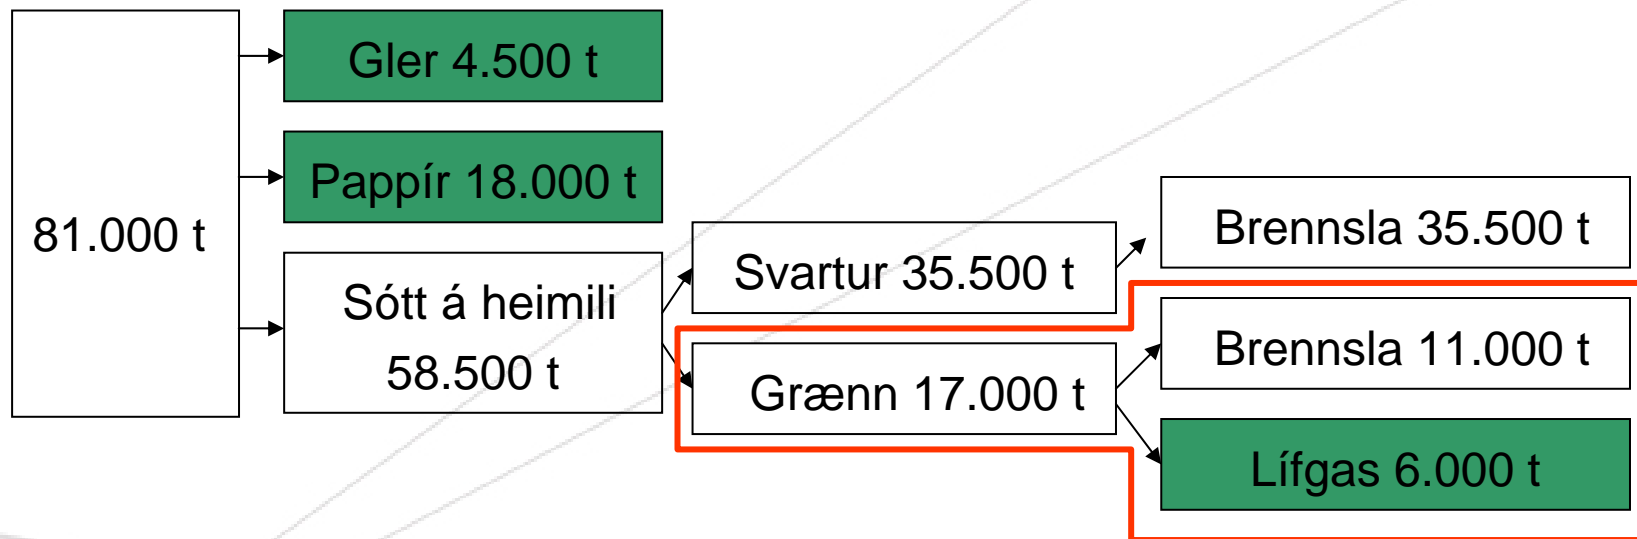 81.000 t
Gler 4.500 t
Pappír 18.000 t
Sótt á heimili
58.500 t
Svartur 35.500 t
Grænn 17.000 t
Brennsla 35.500 t
Brennsla 11.000 t
Lífgas 6.000 t